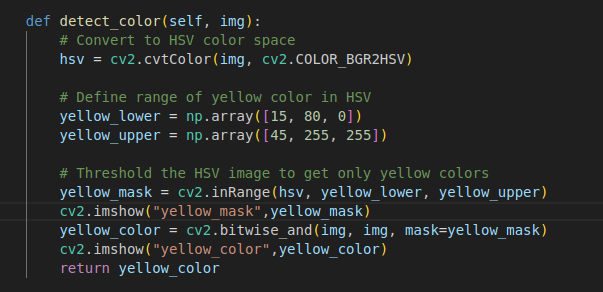 def detect_color(self, img):
    # Convert to HSV color space
    hsv = cv2.cvtColor(img, cv2.COLOR_BGR2HSV)

    # Define range of yellow color in HSV
    yellow_lower = np.array([15, 80, 0])
    yellow_upper = np.array([45, 255, 255])

    # Threshold the HSV image to get only yellow colors
    yellow_mask = cv2.inRange(hsv, yellow_lower, yellow_upper)
    cv2.imshow("yellow_mask",yellow_mask)
    yellow_color = cv2.bitwise_and(img, img, mask=yellow_mask)
    cv2.imshow("yellow_color",yellow_color)
    return yellow_color